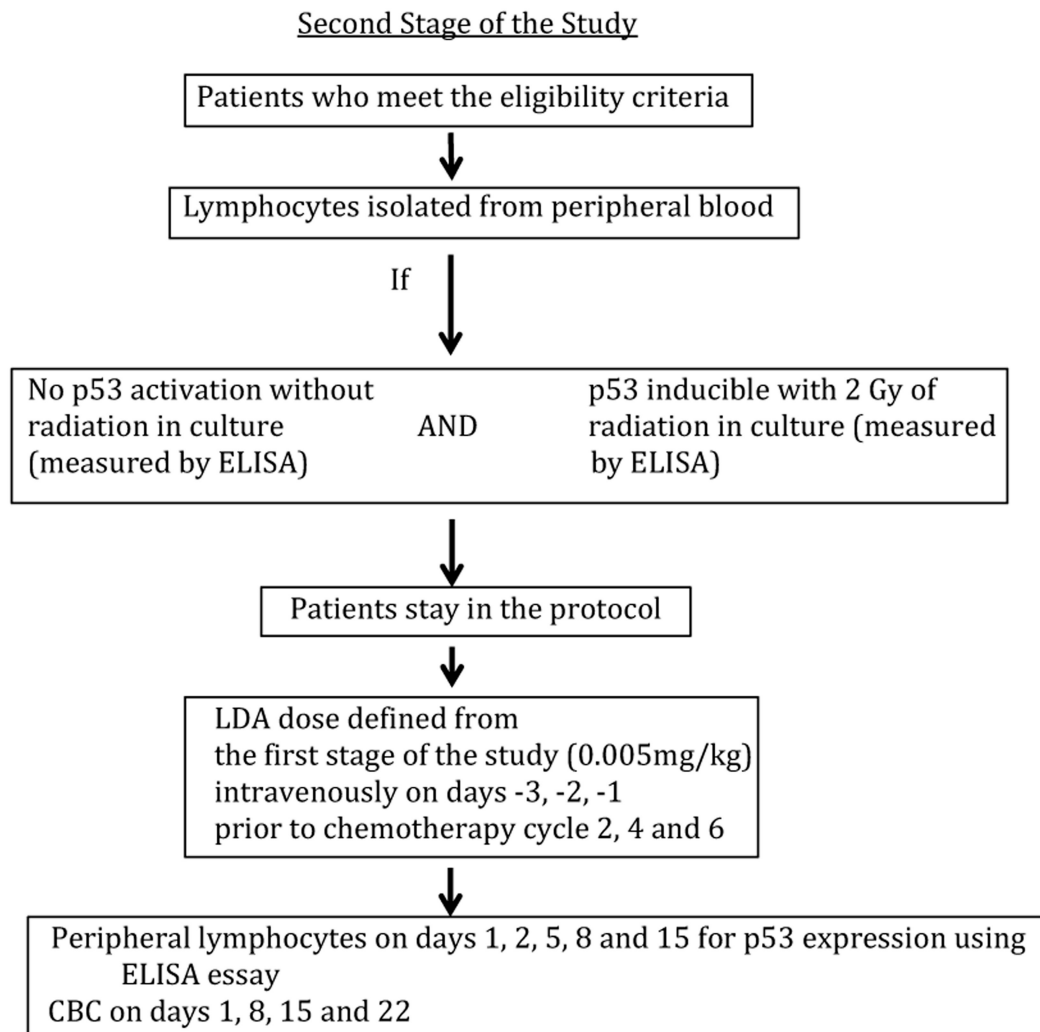 Second Stage of the Study
Patients who meet the eligibility criteria
Lymphocytes isolated from peripheral blood
If
No p53 activation without
radiation in culture
(measured by ELISA)
AND
p53 inducible with 2 Gy of
radiation in culture (measured
by ELISA)
Patients stay in the protocol
LDA dose defined from
the first stage of the study (0.005mg/kg)
intravenously on days -3, -2, -1
prior to chemotherapy cycle 2, 4 and 6
Peripheral lymphocytes on days 1, 2, 5, 8 and 15 for p53 expression using
ELISA essay
CBC on days 1, 8, 15 and 22